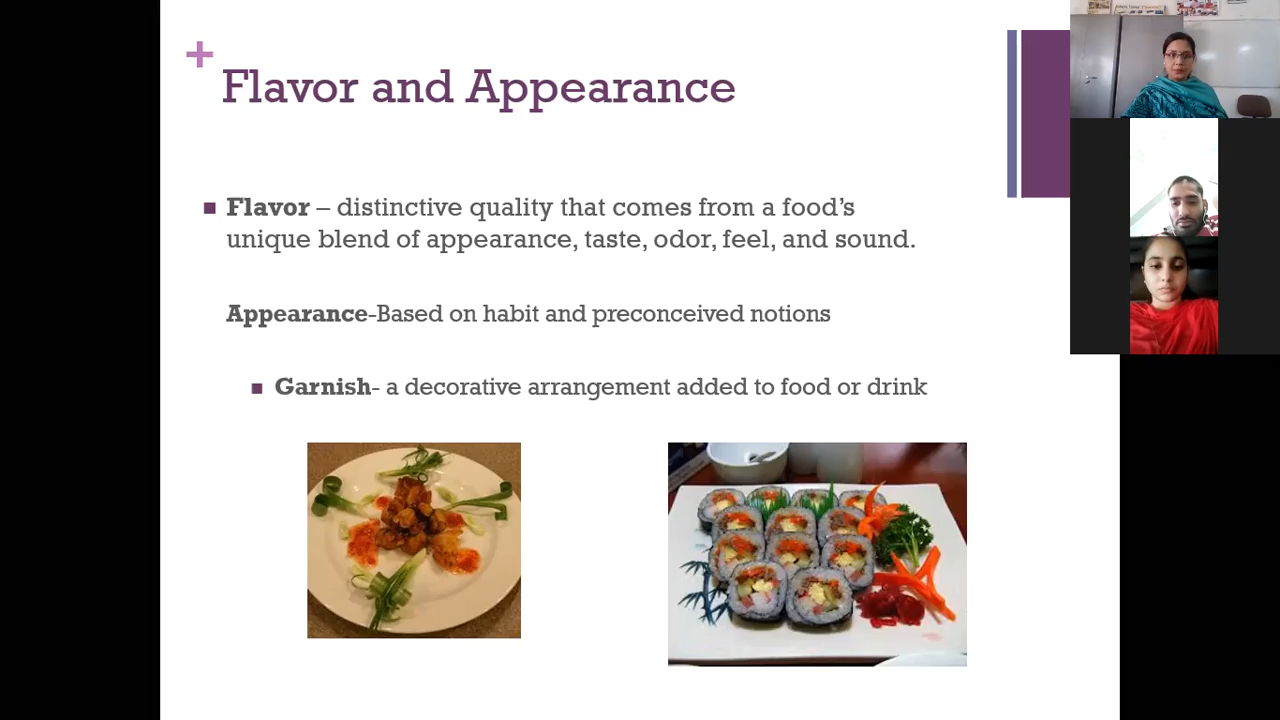 Flavor and Appearance
Flavor – distinctive quality that comes from a food's
unique blend of appearance, taste, odor, feel, and sound.
Appearance-Based on habit and preconceived notions
Garnish- a decorative arrangement added to food or drink